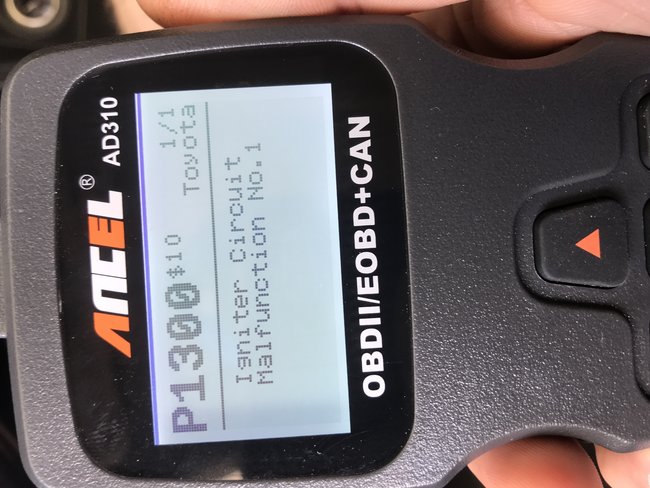 ANCEL® AD310
P1300 $10 1/1
Toyota
Igniter Circuit
Malfunction No.1
OBDII/EOBD+CAN